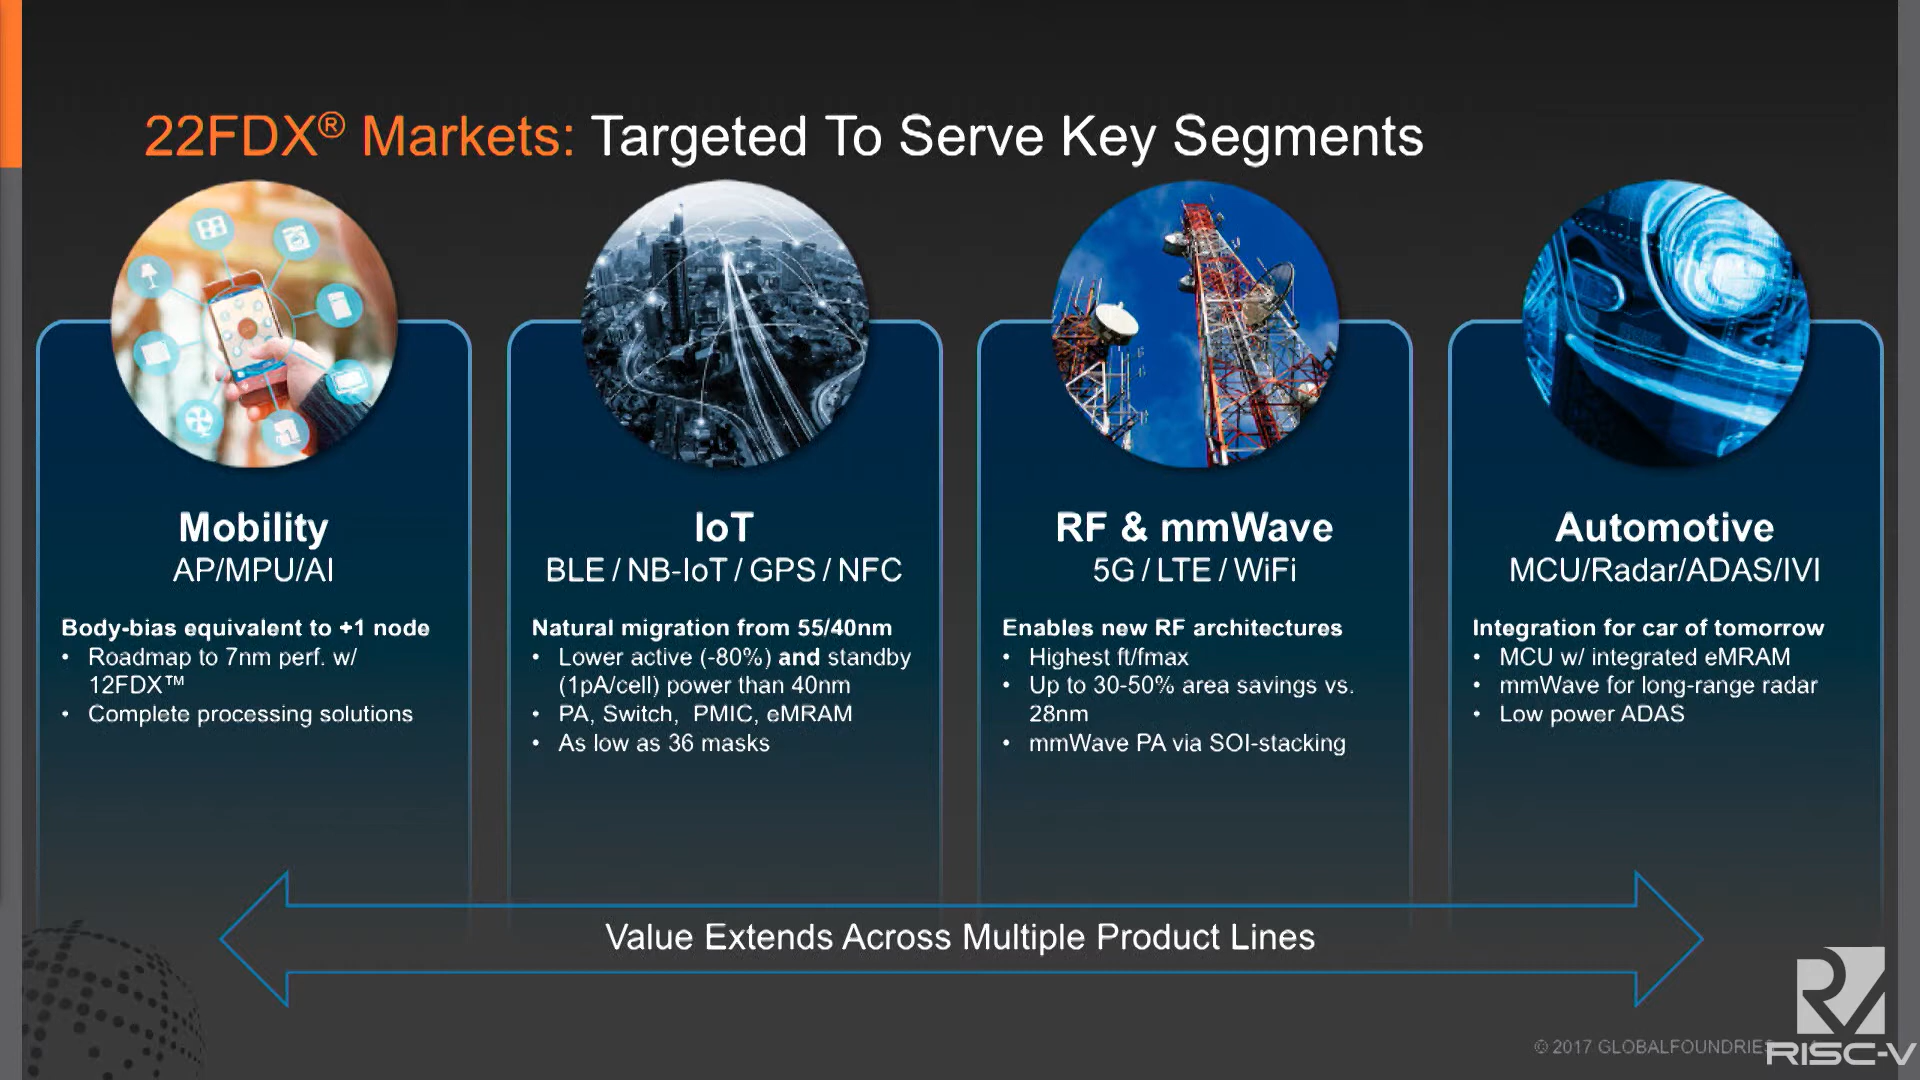 22FDX® Markets: Targeted To Serve Key Segments
Mobility
AP/MPU/AI
Body-bias equivalent to +1 node
• Roadmap to 7nm perf. w/
12FDX™
• Complete processing solutions
IoT
BLE / NB-IoT / GPS / NFC
Natural migration from 55/40nm
• Lower active (-80%) and standby
(1pA/cell) power than 40nm
• PA, Switch, PMIC, eMRAM
• As low as 36 masks
RF & mmWave
5G / LTE / WiFi
Enables new RF architectures
• Highest ft/fmax
• Up to 30-50% area savings vs.
28nm
• mmWave PA via SOI-stacking
Automotive
MCU/Radar/ADAS/IVI
Integration for car of tomorrow
• MCU w/ integrated eMRAM
• mmWave for long-range radar
• Low power ADAS
Value Extends Across Multiple Product Lines
© 2017 GLOBALFOUNDRIES
RISC-V